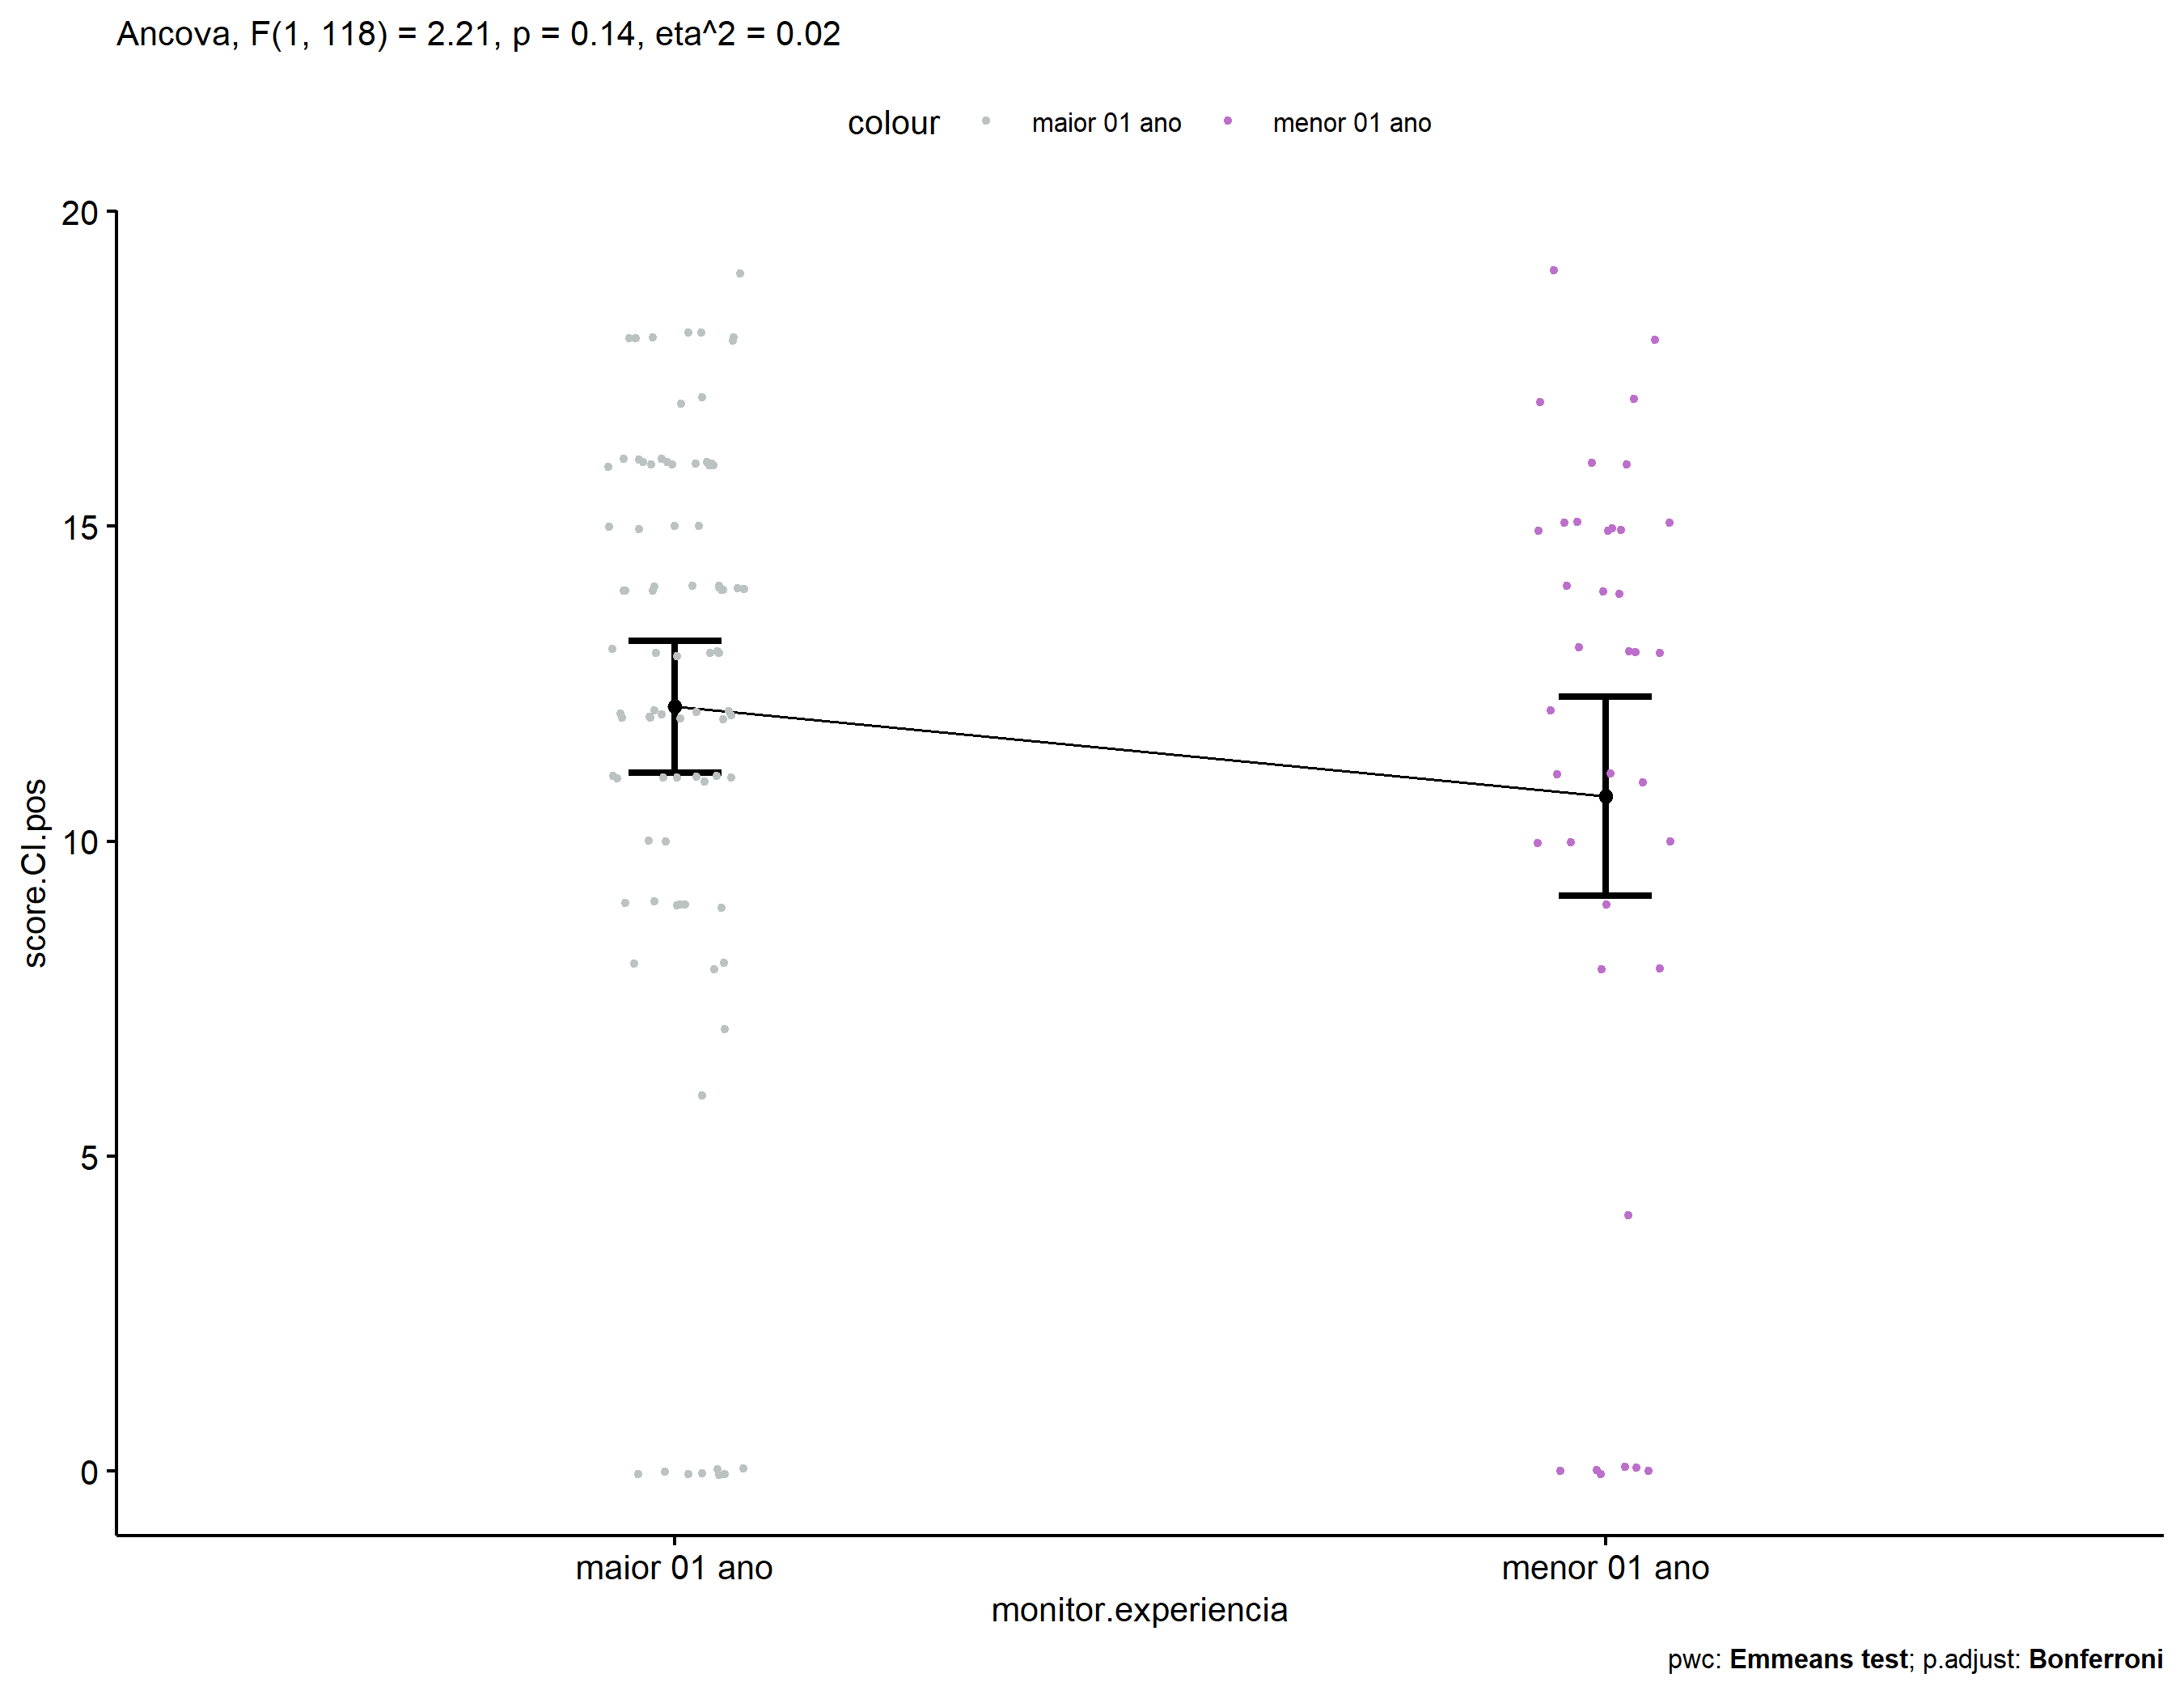 Ancova, F(1, 118) = 2.21, p = 0.14, eta^2 = 0.02
colour maior 01 ano menor 01 ano
20
15
10
5
0
score.CI.pos
maior 01 ano menor 01 ano
monitor.experiencia
pwc: Emmeans test; p.adjust: Bonferroni